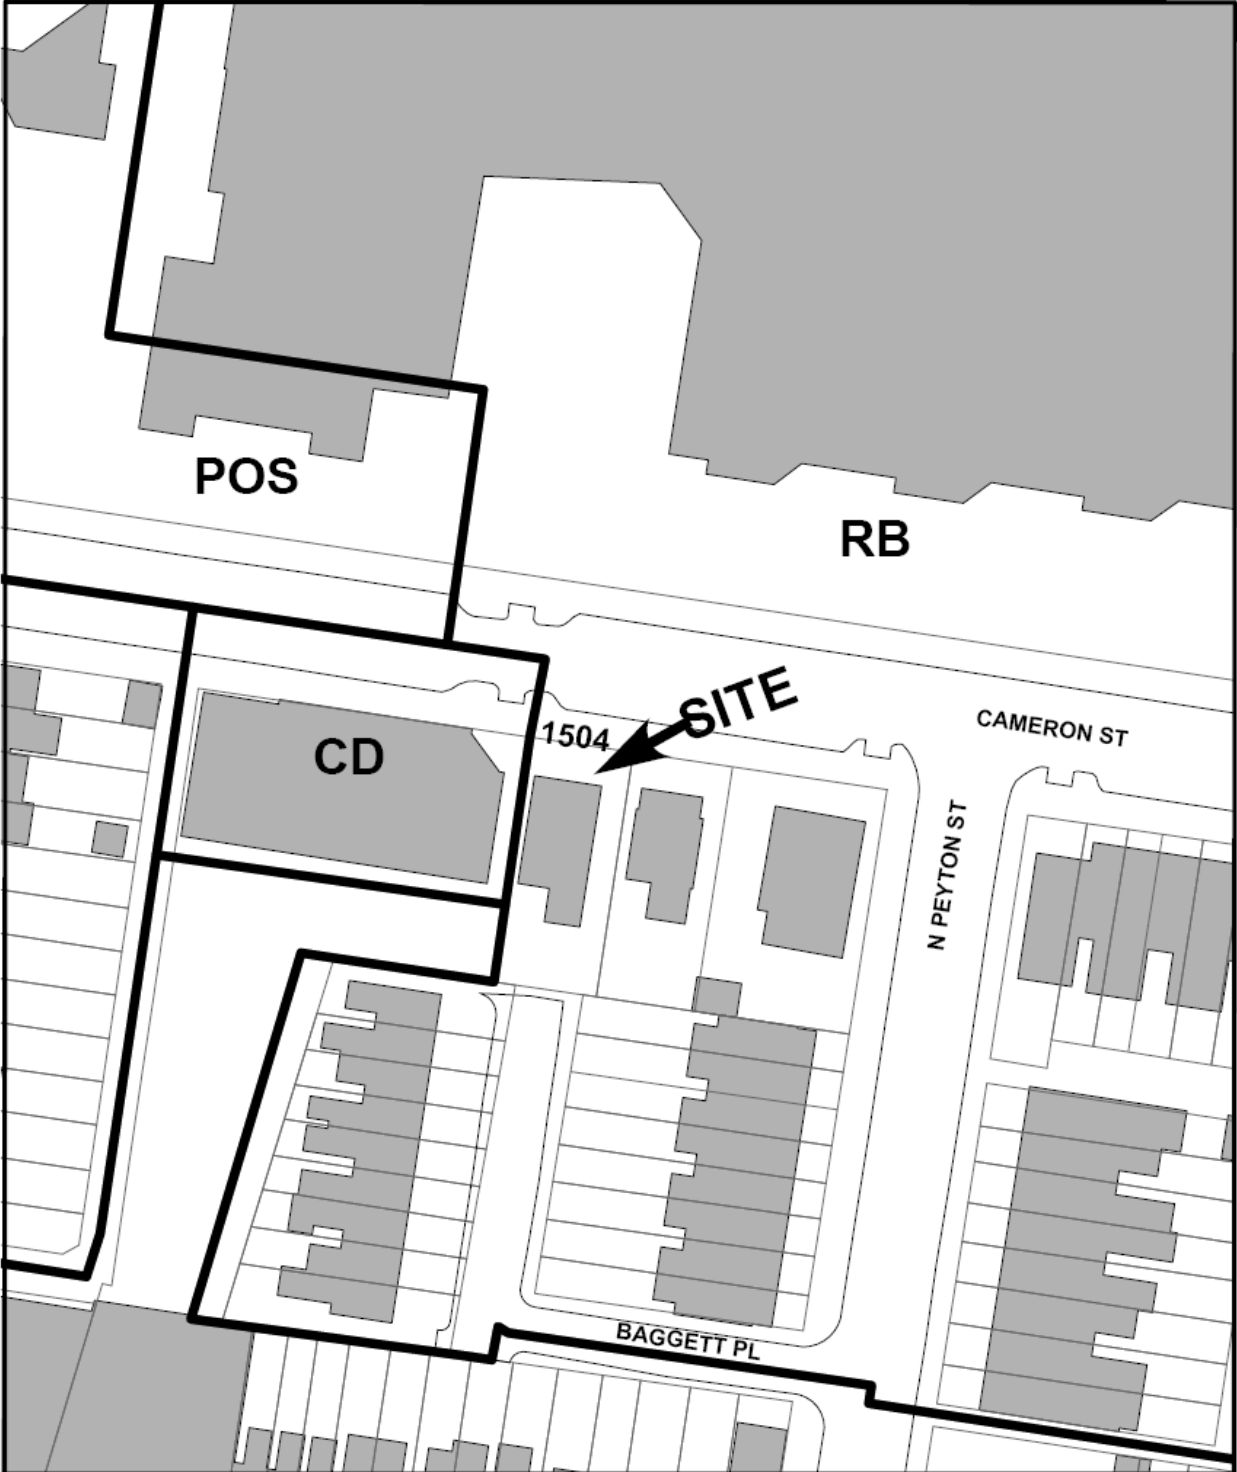 POS
RB
SITE
CAMERON ST
1504
CD
N PEYTON ST
BAGGETT PL